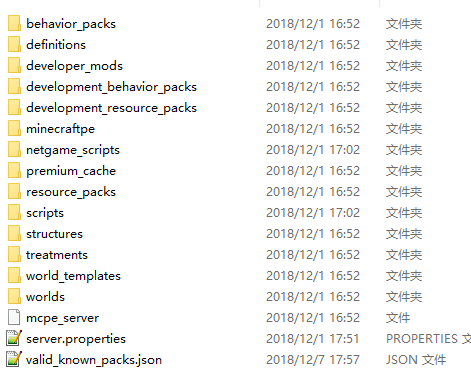 behavior_packs 2018/12/1 16:52 文件夹
definitions 2018/12/1 16:52 文件夹
developer_mods 2018/12/1 16:52 文件夹
development_behavior_packs 2018/12/1 16:52 文件夹
development_resource_packs 2018/12/1 16:52 文件夹
minecraftpe 2018/12/1 16:52 文件夹
netgame_scripts 2018/12/1 17:02 文件夹
premium_cache 2018/12/1 16:52 文件夹
resource_packs 2018/12/1 16:52 文件夹
scripts 2018/12/1 17:02 文件夹
structures 2018/12/1 16:52 文件夹
treatments 2018/12/1 16:52 文件夹
world_templates 2018/12/1 16:52 文件夹
worlds 2018/12/1 16:52 文件夹
mcpe_server 2018/12/1 16:52 文件
server.properties 2018/12/1 17:51 PROPERTIES 文
valid_known_packs.json 2018/12/7 17:57 JSON 文件